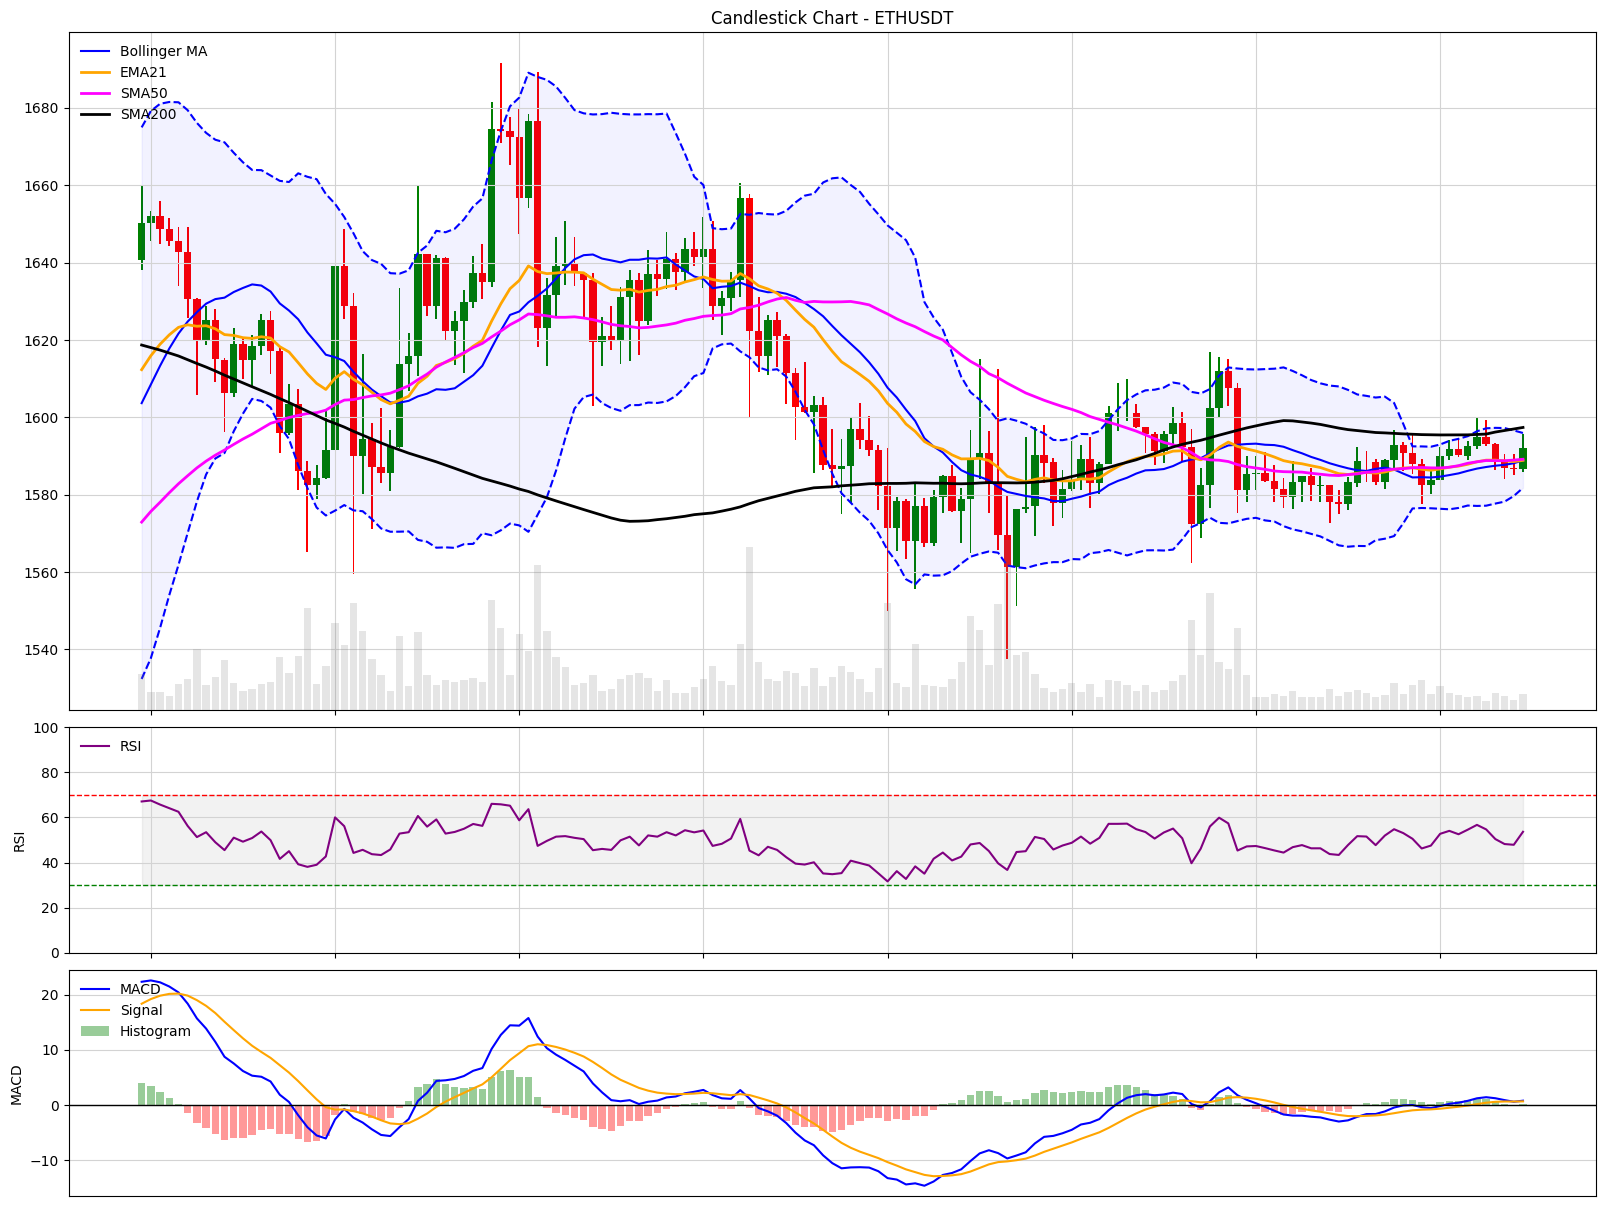 Candlestick Chart - ETHUSDT
Bollinger MA
EMA21
SMA50
SMA200
1680
1660
1640
1620
1600
1580
1560
1540
RSI
RSI
100
80
60
40
20
0
MACD
Signal
Histogram
MACD
20
10
0
−10